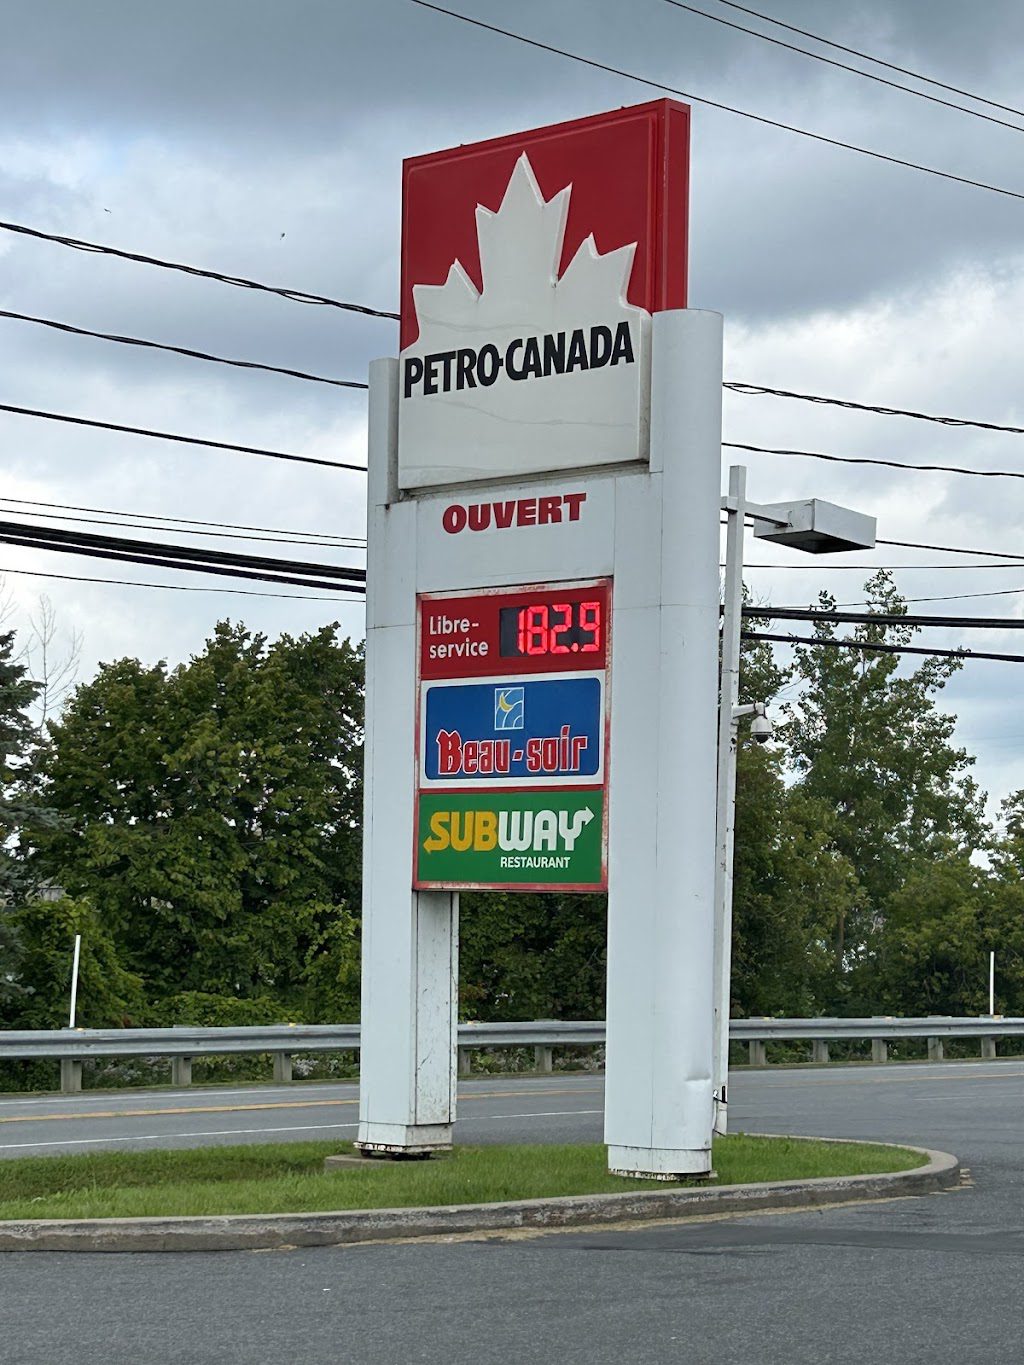 PETRO-CANADA
OUVERT
Libre-
service
182.9
Beau-soir
SUBWAY
RESTAURANT